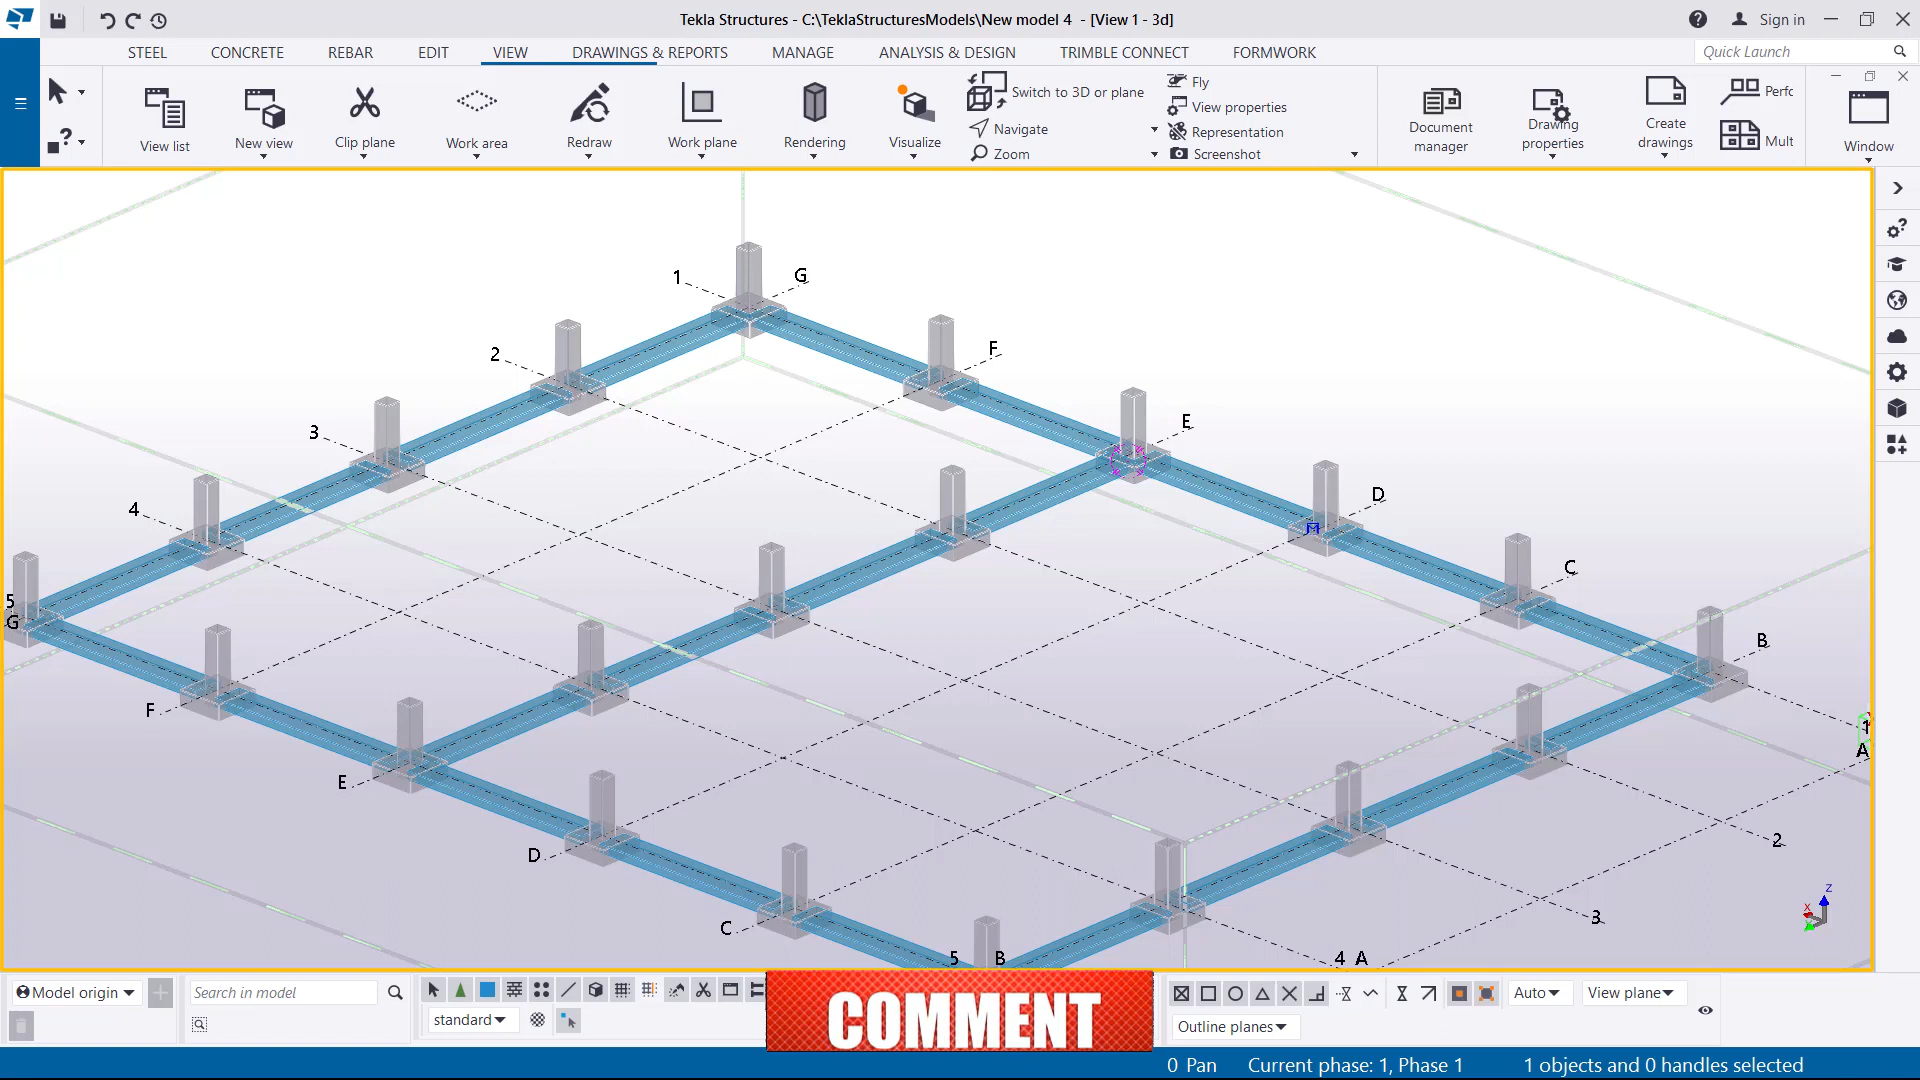 Tekla Structures - C:\TeklaStructuresModels\New model 4 - [View 1 - 3d]
Sign in
STEEL CONCRETE REBAR EDIT VIEW DRAWINGS & REPORTS MANAGE ANALYSIS & DESIGN TRIMBLE CONNECT FORMWORK
Quick Launch
View list
New view
Clip plane
Work area
Redraw
Work plane
Rendering
Visualize
Switch to 3D or plane
Navigate
Zoom
Fly
View properties
Representation
Screenshot
Document
manager
Drawing
properties
Create
drawings
Perfc
Mult
Window
1 G
2 F
3 E
4 D
5 C
G B
F 1
A
E
2
D
C 3
5 B 4 A
Z
X
Model origin
Search in model
standard
COMMENT
Auto
View plane
Outline planes
0 Pan Current phase: 1, Phase 1 1 objects and 0 handles selected